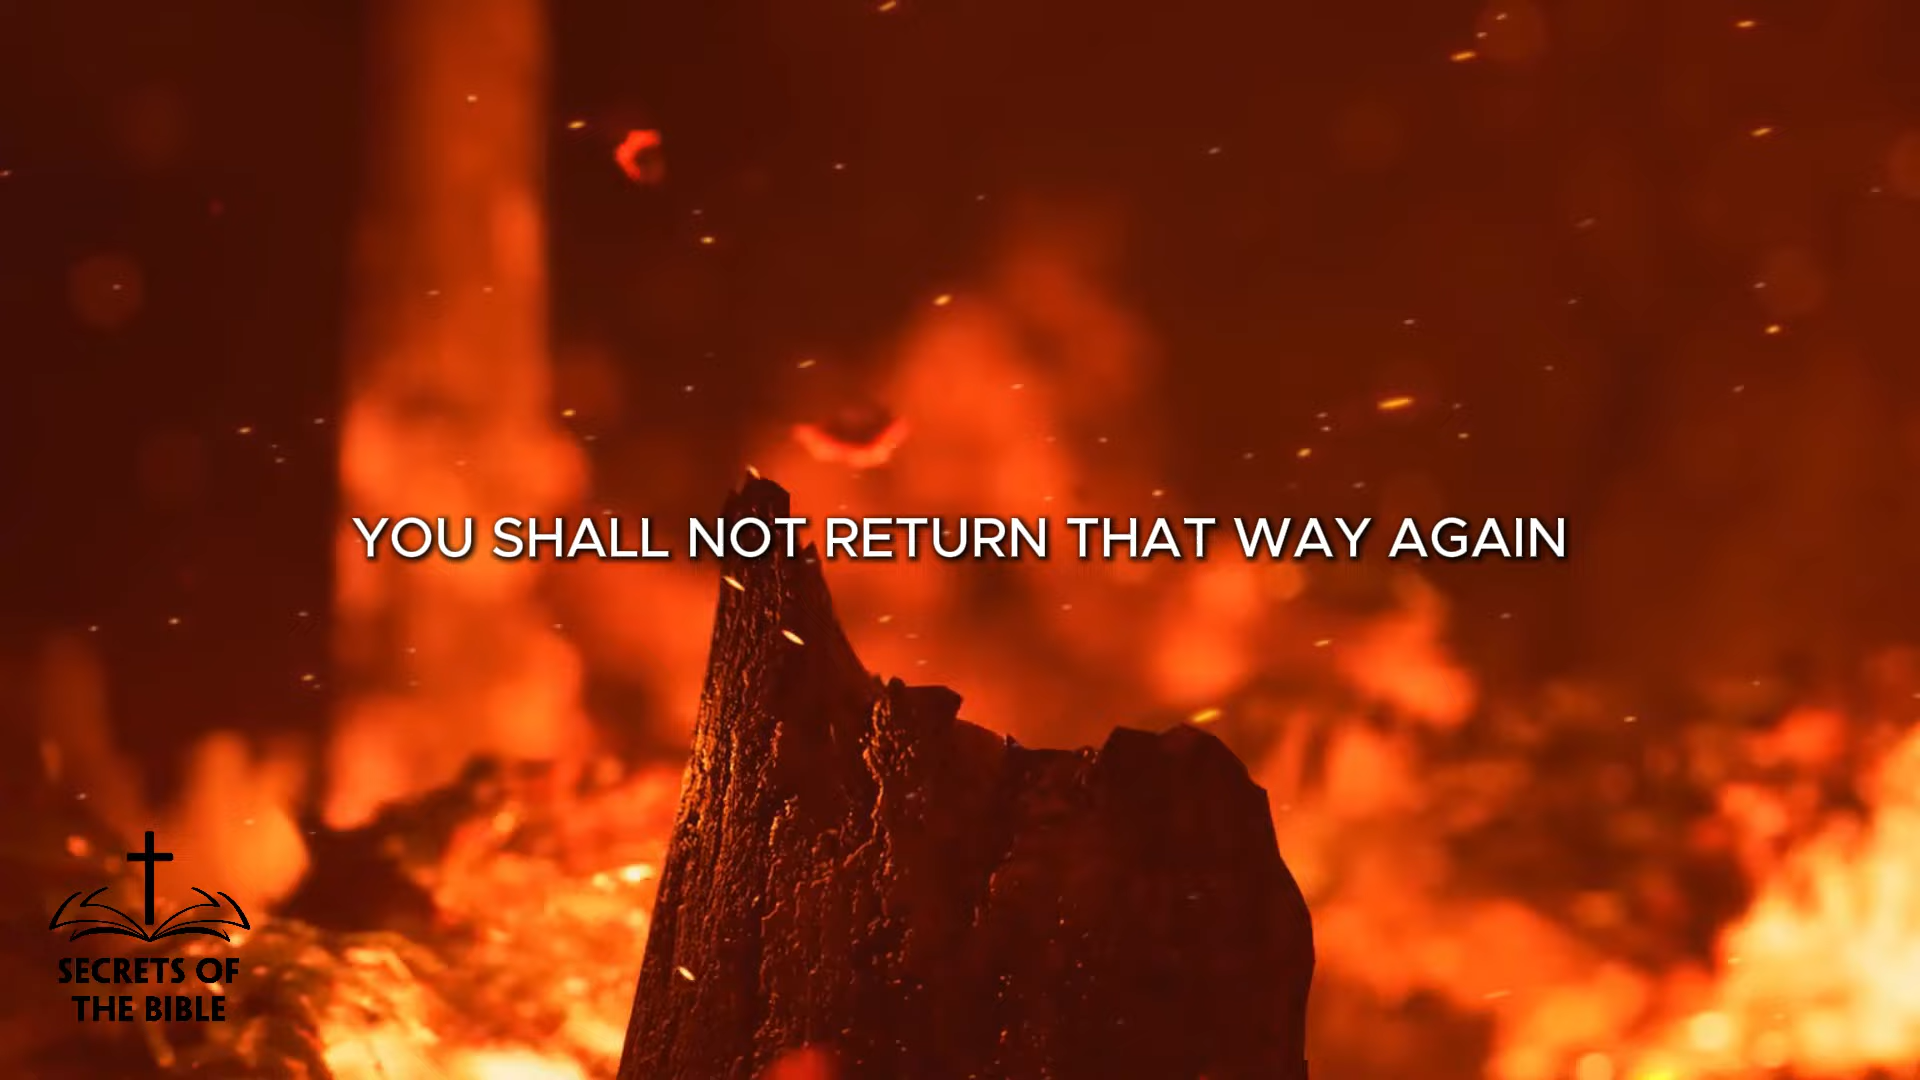 YOU SHALL NOT RETURN THAT WAY AGAIN
SECRETS OF
THE BIBLE